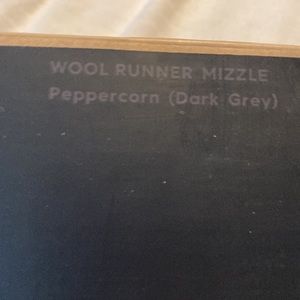 WOOL RUNNER MIZZLE
Peppercorn (Dark Grey)